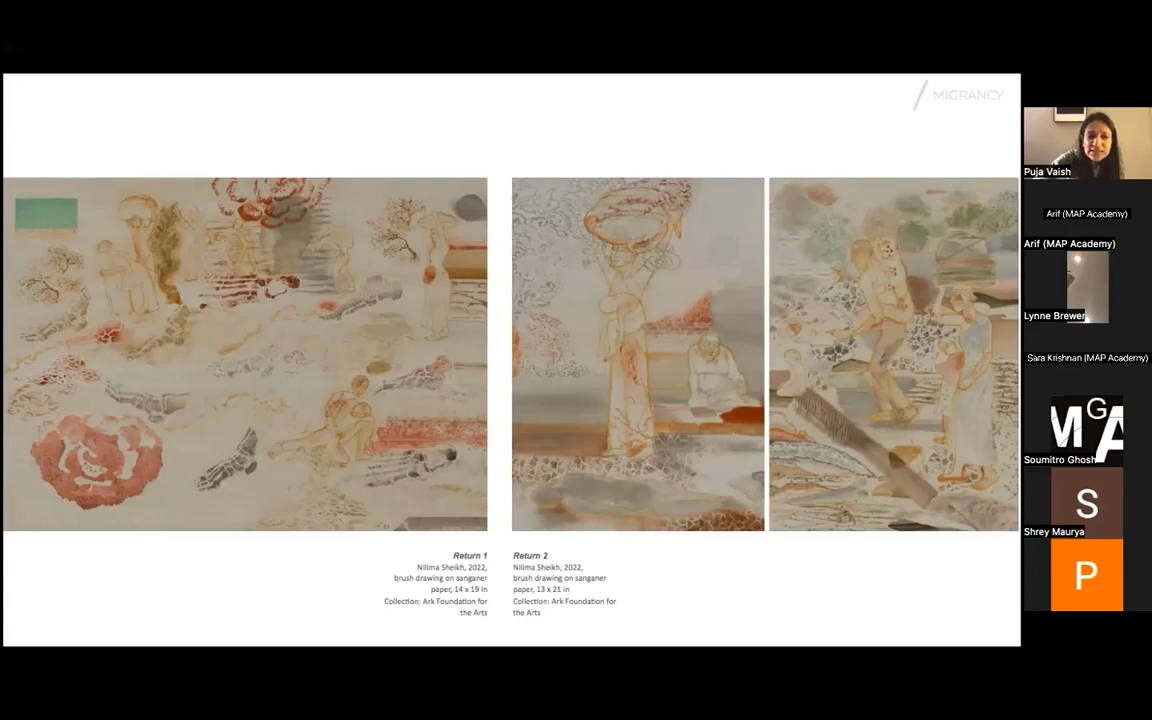 MIGRANCY
Return 1
Nilima Sheikh, 2022,
brush drawing on sanganer
paper, 14 x 19 in
Collection: Ark Foundation for
the Arts
Return 2
Nilima Sheikh, 2022,
brush drawing on sanganer
paper, 13 x 21 in
Collection: Ark Foundation for
the Arts
Puja Vaish
Arif (MAP Academy)
Arif (MAP Academy)
Lynne Brewer
Sara Krishnan (MAP Academy)
MGA
Soumitro Ghosh
S
Shrey Maurya
P